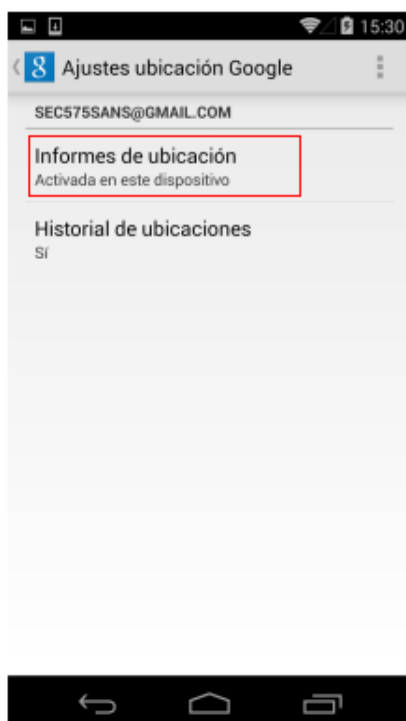 15:30
8 Ajustes ubicación Google
SEC575SANS@GMAIL.COM
Informes de ubicación
Activada en este dispositivo
Historial de ubicaciones
Sí